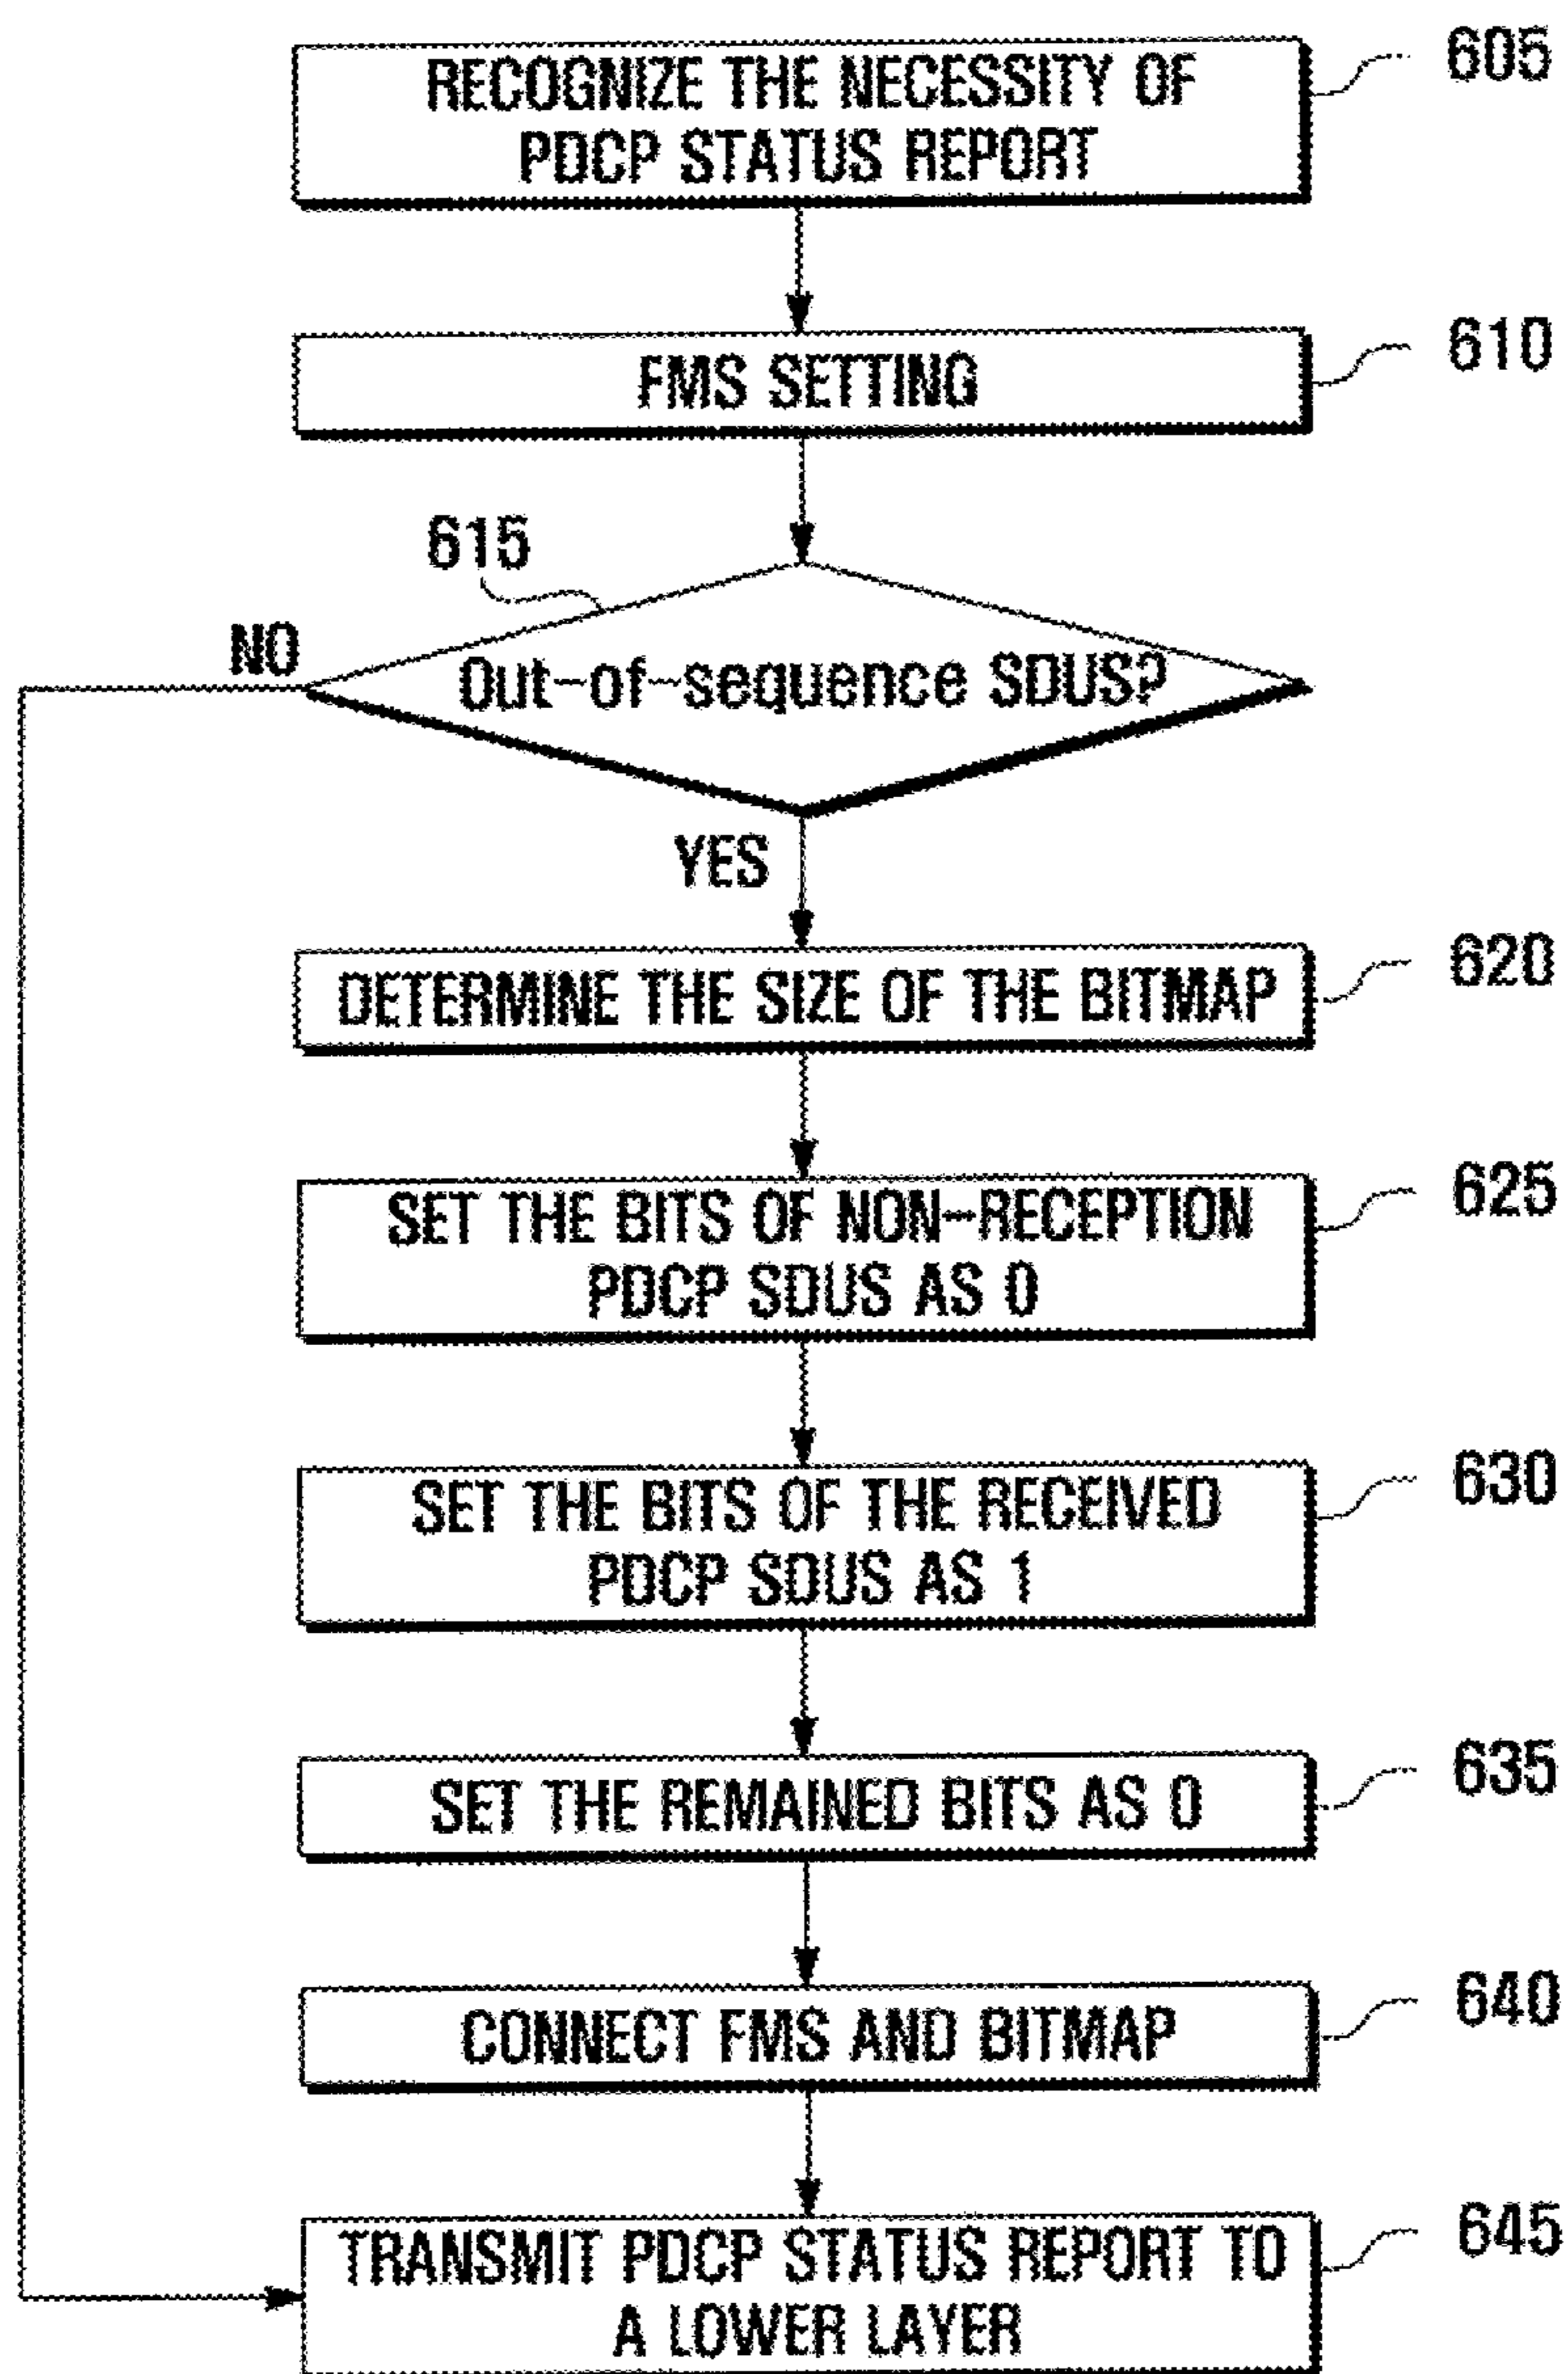 RECOGNIZE THE NECESSITY OF
PDCP STATUS REPORT
605
FMS SETTING
610
615
NO
Out-of-sequence SDUS?
YES
DETERMINE THE SIZE OF THE BITMAP
620
SET THE BITS OF NON-RECEPTION
PDCP SDUS AS 0
625
SET THE BITS OF THE RECEIVED
PDCP SDUS AS 1
630
SET THE REMAINED BITS AS 0
635
CONNECT FMS AND BITMAP
640
TRANSMIT PDCP STATUS REPORT TO
A LOWER LAYER
645